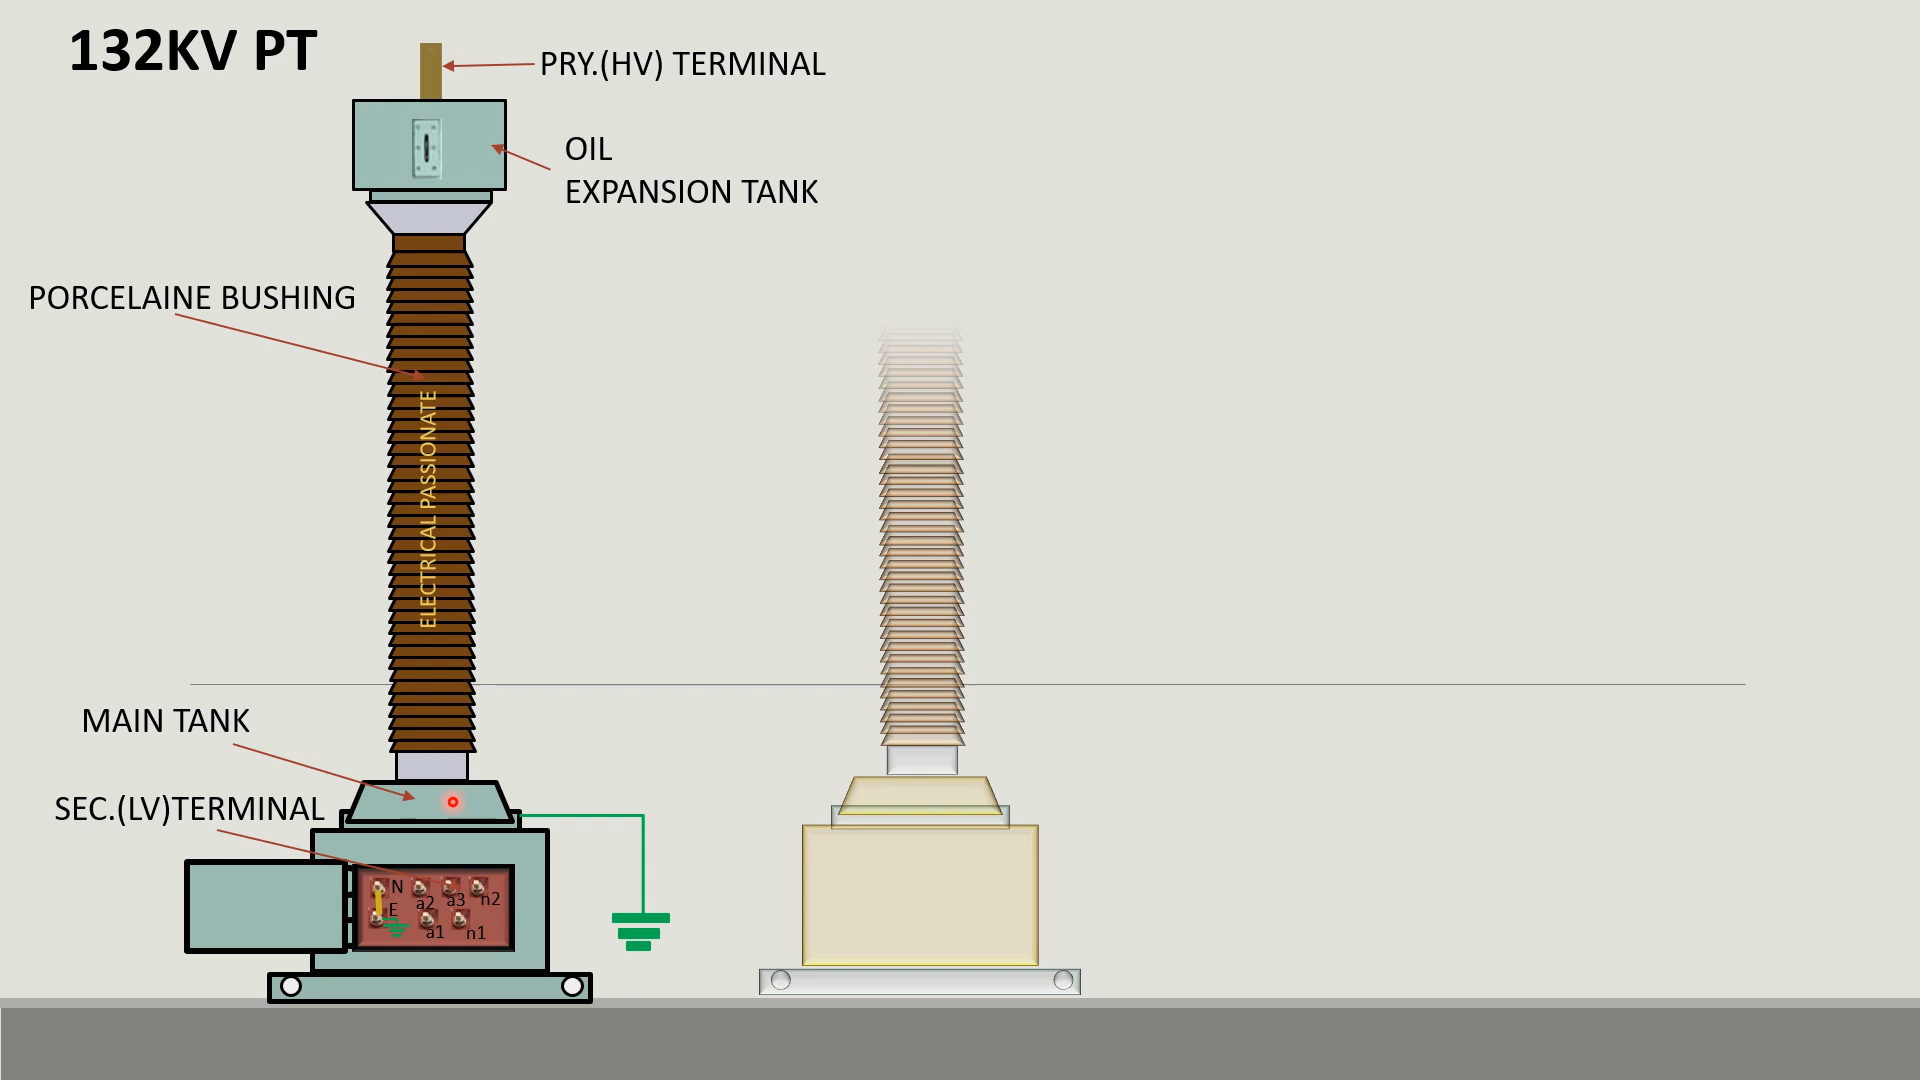 132KV PT
PRY.(HV) TERMINAL
OIL
EXPANSION TANK
PORCELAINE BUSHING
ELECTRICAL PASSIONATE
MAIN TANK
SEC.(LV)TERMINAL
N
a2
a3
n2
E
a1
n1